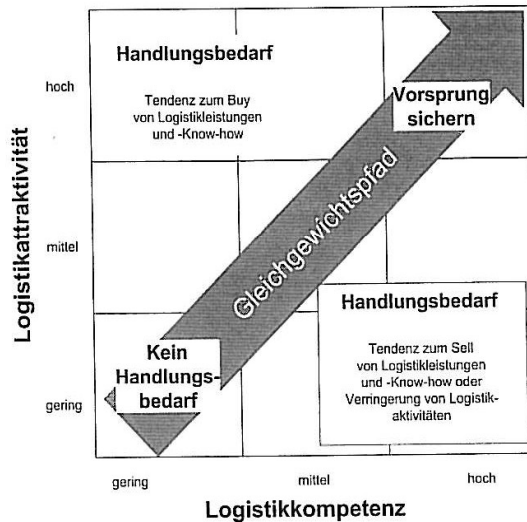 Handlungsbedarf
Tendenz zum Buy
von Logistikleistungen
und -Know-how
Vorsprung
sichern
Gleichgewichtspfad
Handlungsbedarf
Tendenz zum Sell
von Logistikleistungen
und -Know-how oder
Verringerung von Logistik-
aktivitäten
Kein
Handlungs-
bedarf
Logistikattraktivität
hoch
mittel
gering
gering
mittel
hoch
Logistikkompetenz